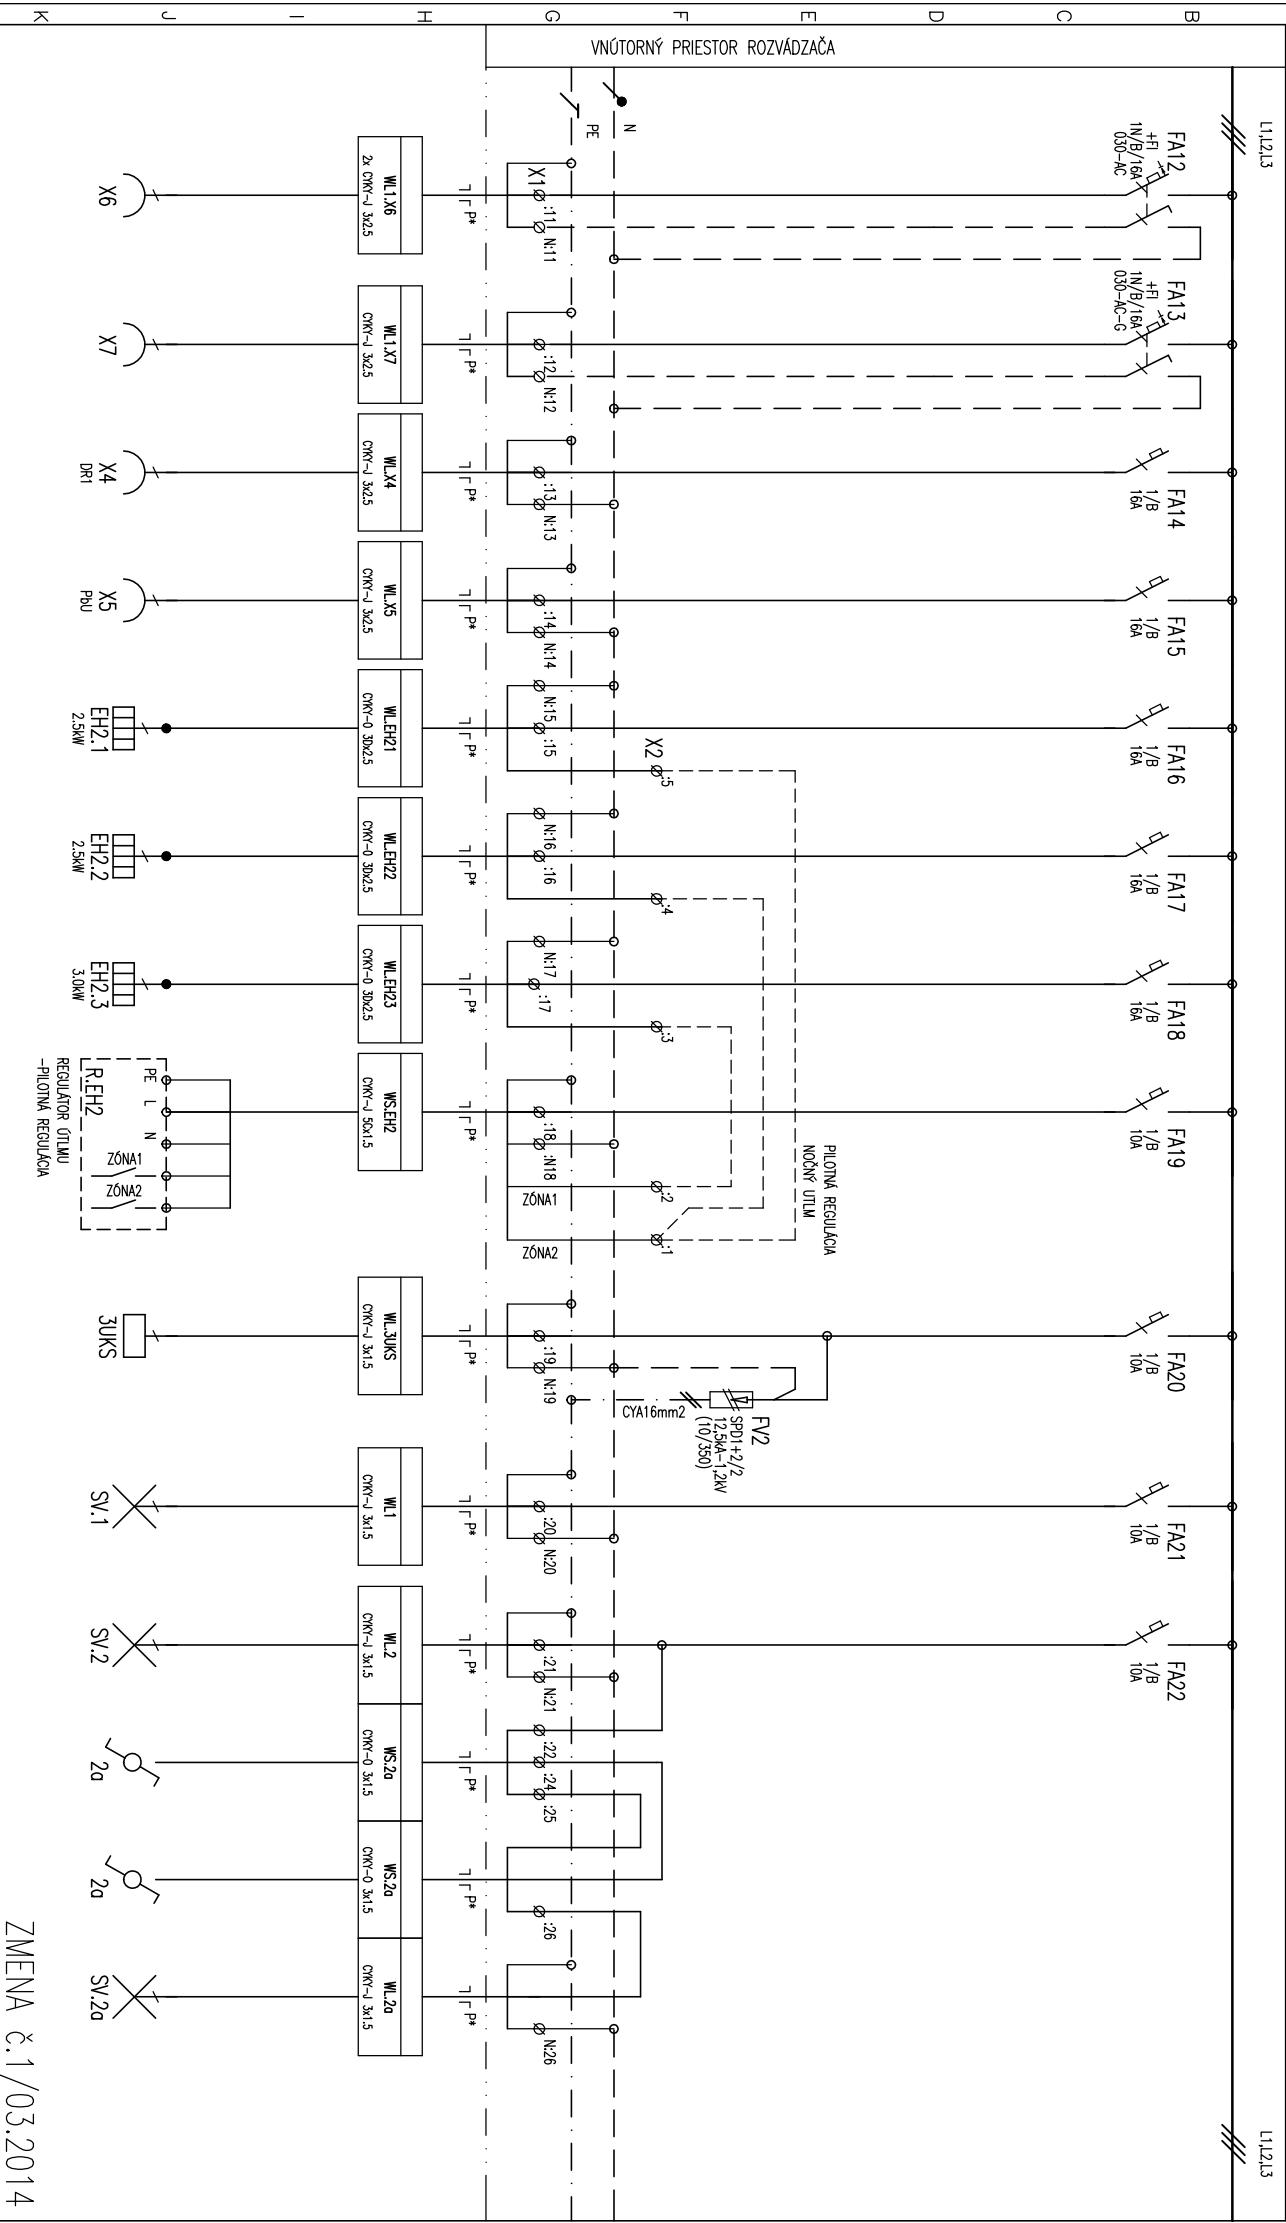 K J I H G F E D C B
VNÚTORNÝ PRIESTOR ROZVÁDZAČA
L1,L2,L3
L1,L2,L3
N
PE
FA12
+FI
1N/B/16A
030-AC
FA13
+FI
1N/B/16A
030-AC-G
FA14
1/B
16A
FA15
1/B
16A
FA16
1/B
16A
FA17
1/B
16A
FA18
1/B
16A
FA19
1/B
10A
FA20
1/B
10A
FA21
1/B
10A
FA22
1/B
10A
PILOTNÁ REGULÁCIA
NOČNÝ UTLM
FV2
SPD1+2/2
12,5kA-1,2kV
(10/350)
CYA16mm2
X2
:5
:4
:3
:2
:1
ZÓNA1
ZÓNA2
X1
:11 N:11
:12 N:12
:13 N:13
:14 N:14
N:15 :15
N:16 :16
N:17 :17
:18 :N18
:19 N:19
:20 N:20
:21 N:21
:22 :24 :25
:26
N:26
P*
P*
P*
P*
P*
P*
P*
P*
P*
P*
P*
P*
P*
P*
WL1.X6
2x CYKY-J 3x2.5
WL1.X7
CYKY-J 3x2.5
WL.X4
CYKY-J 3x2.5
WL.X5
CYKY-J 3x2.5
WL.EH21
CYKY-O 3Dx2.5
WL.EH22
CYKY-O 3Dx2.5
WL.EH23
CYKY-O 3Dx2.5
WS.EH2
CYKY-J 5Cx1.5
WL.3UKS
CYKY-J 3x1.5
WL1
CYKY-J 3x1.5
WL.2
CYKY-J 3x1.5
WS.2a
CYKY-O 3x1.5
WS.2a
CYKY-O 3x1.5
WL.2a
CYKY-J 3x1.5
X6
X7
X4
DR1
X5
PbU
EH2.1
2.5kW
EH2.2
2.5kW
EH2.3
3.0kW
PE L N
ZÓNA1
ZÓNA2
R.EH2
REGULÁTOR ÚTLMU
-PILOTNÁ REGULÁCIA
3UKS
SV.1
SV.2
2a
2a
SV.2a
ZMENA č.1/03.2014